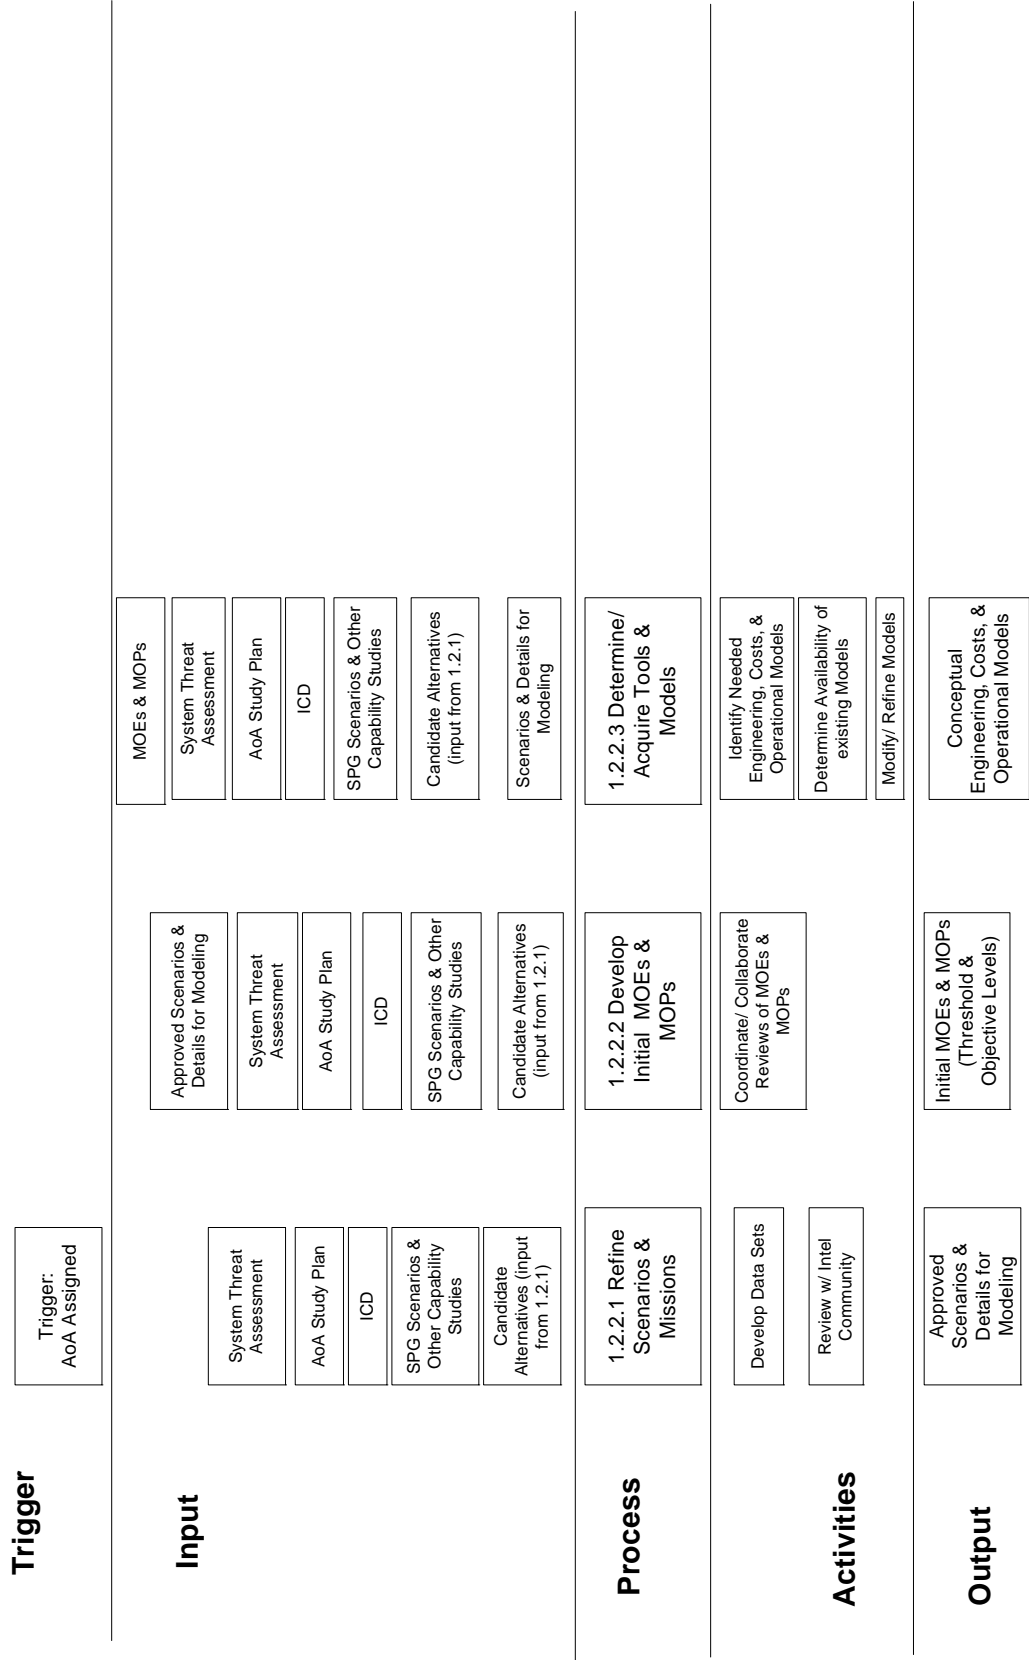 Trigger
Trigger:
AoA Assigned
Input
System Threat
Assessment
AoA Study Plan
ICD
SPG Scenarios &
Other Capability
Studies
Candidate
Alternatives (input
from 1.2.1)
Approved Scenarios &
Details for Modeling
System Threat
Assessment
AoA Study Plan
ICD
SPG Scenarios & Other
Capability Studies
Candidate Alternatives
(input from 1.2.1)
MOEs & MOPs
System Threat
Assessment
AoA Study Plan
ICD
SPG Scenarios & Other
Capability Studies
Candidate Alternatives
(input from 1.2.1)
Scenarios & Details for
Modeling
Process
1.2.2.1 Refine
Scenarios &
Missions
1.2.2.2 Develop
Initial MOEs &
MOPs
1.2.2.3 Determine/
Acquire Tools &
Models
Activities
Develop Data Sets
Review w/ Intel
Community
Coordinate/ Collaborate
Reviews of MOEs &
MOPs
Identify Needed
Engineering, Costs, &
Operational Models
Determine Availability of
existing Models
Modify/ Refine Models
Output
Approved
Scenarios &
Details for
Modeling
Initial MOEs & MOPs
(Threshold &
Objective Levels)
Conceptual
Engineering, Costs, &
Operational Models